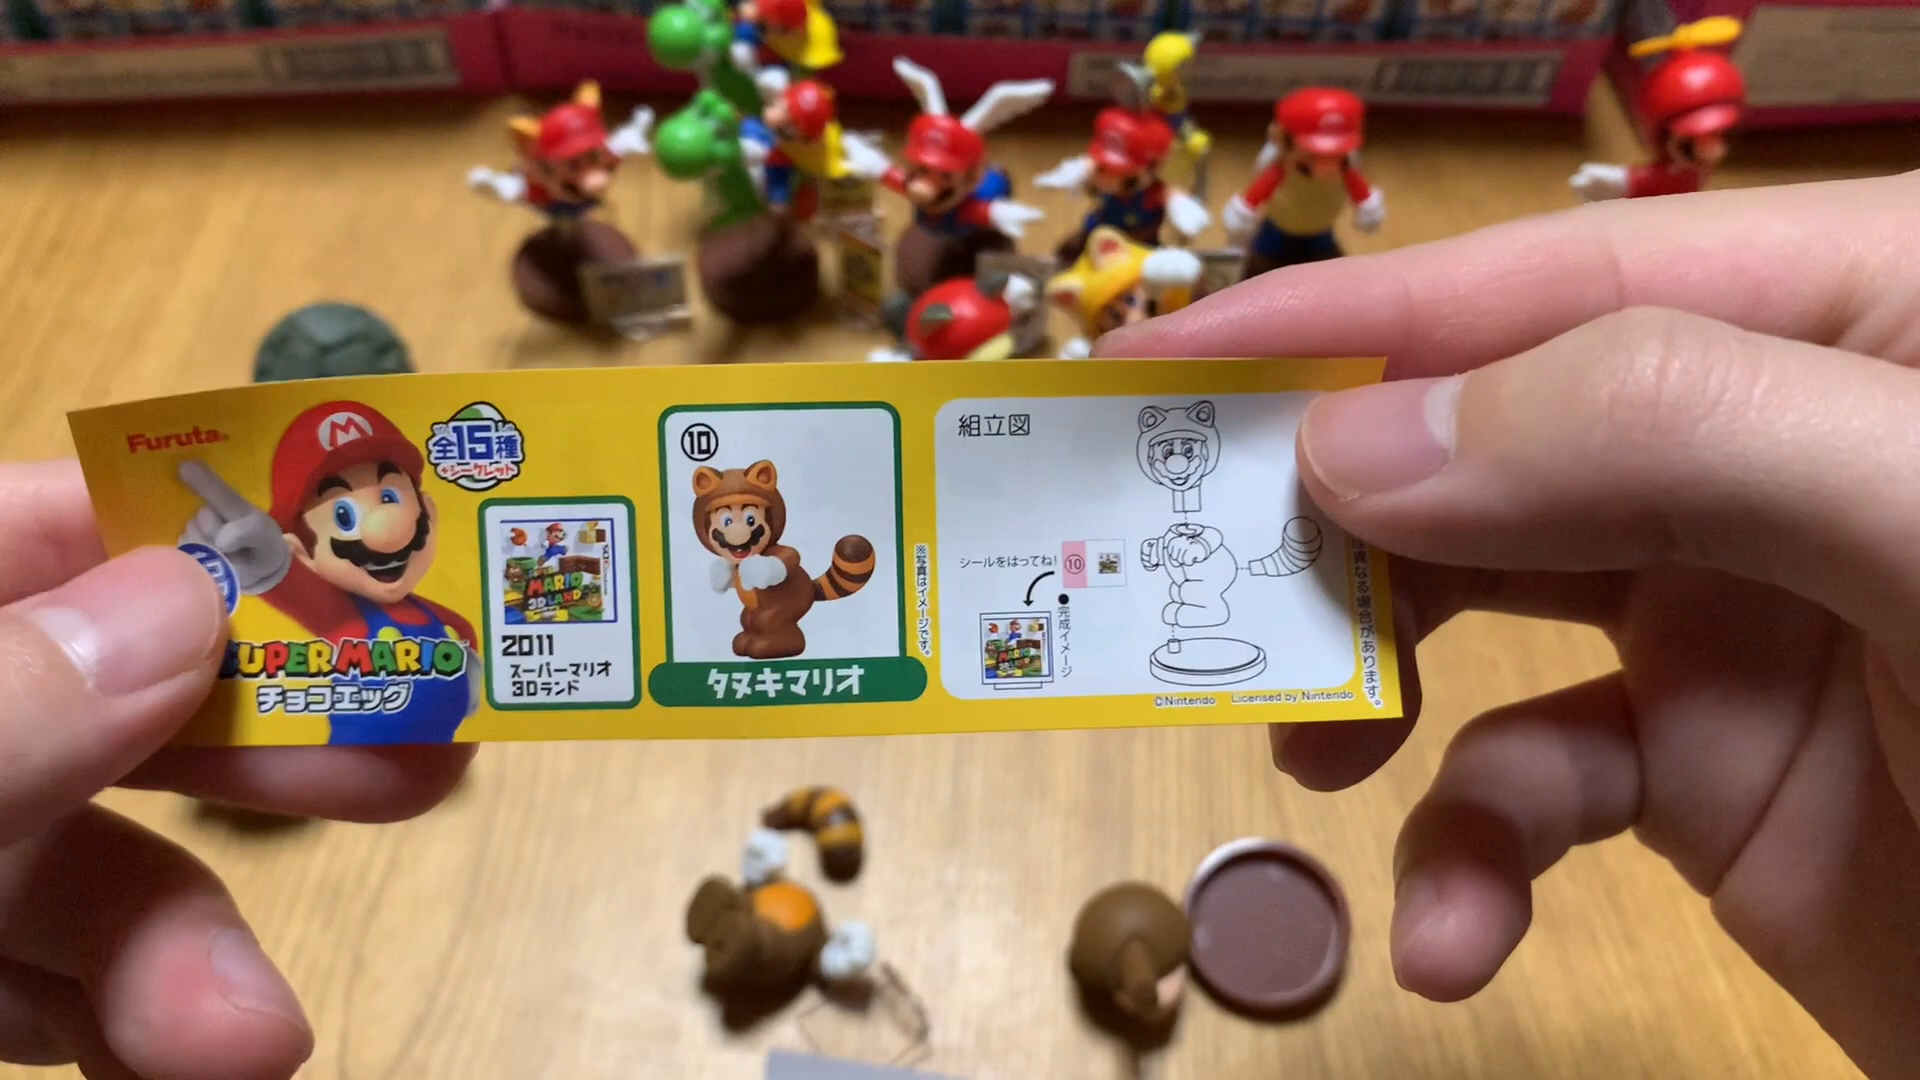 Furuta
M
全15種
+シークレット
SUPER MARIO
チョコエッグ
SUPER
MARIO
3D LAND
2011
スーパーマリオ
3Dランド
⑩
タヌキマリオ
※写真はイメージです。
組立図
シールをはってね!
⑩
●完成イメージ
MARIO
3D LAND
異なる場合があります。
©Nintendo Licensed by Nintendo